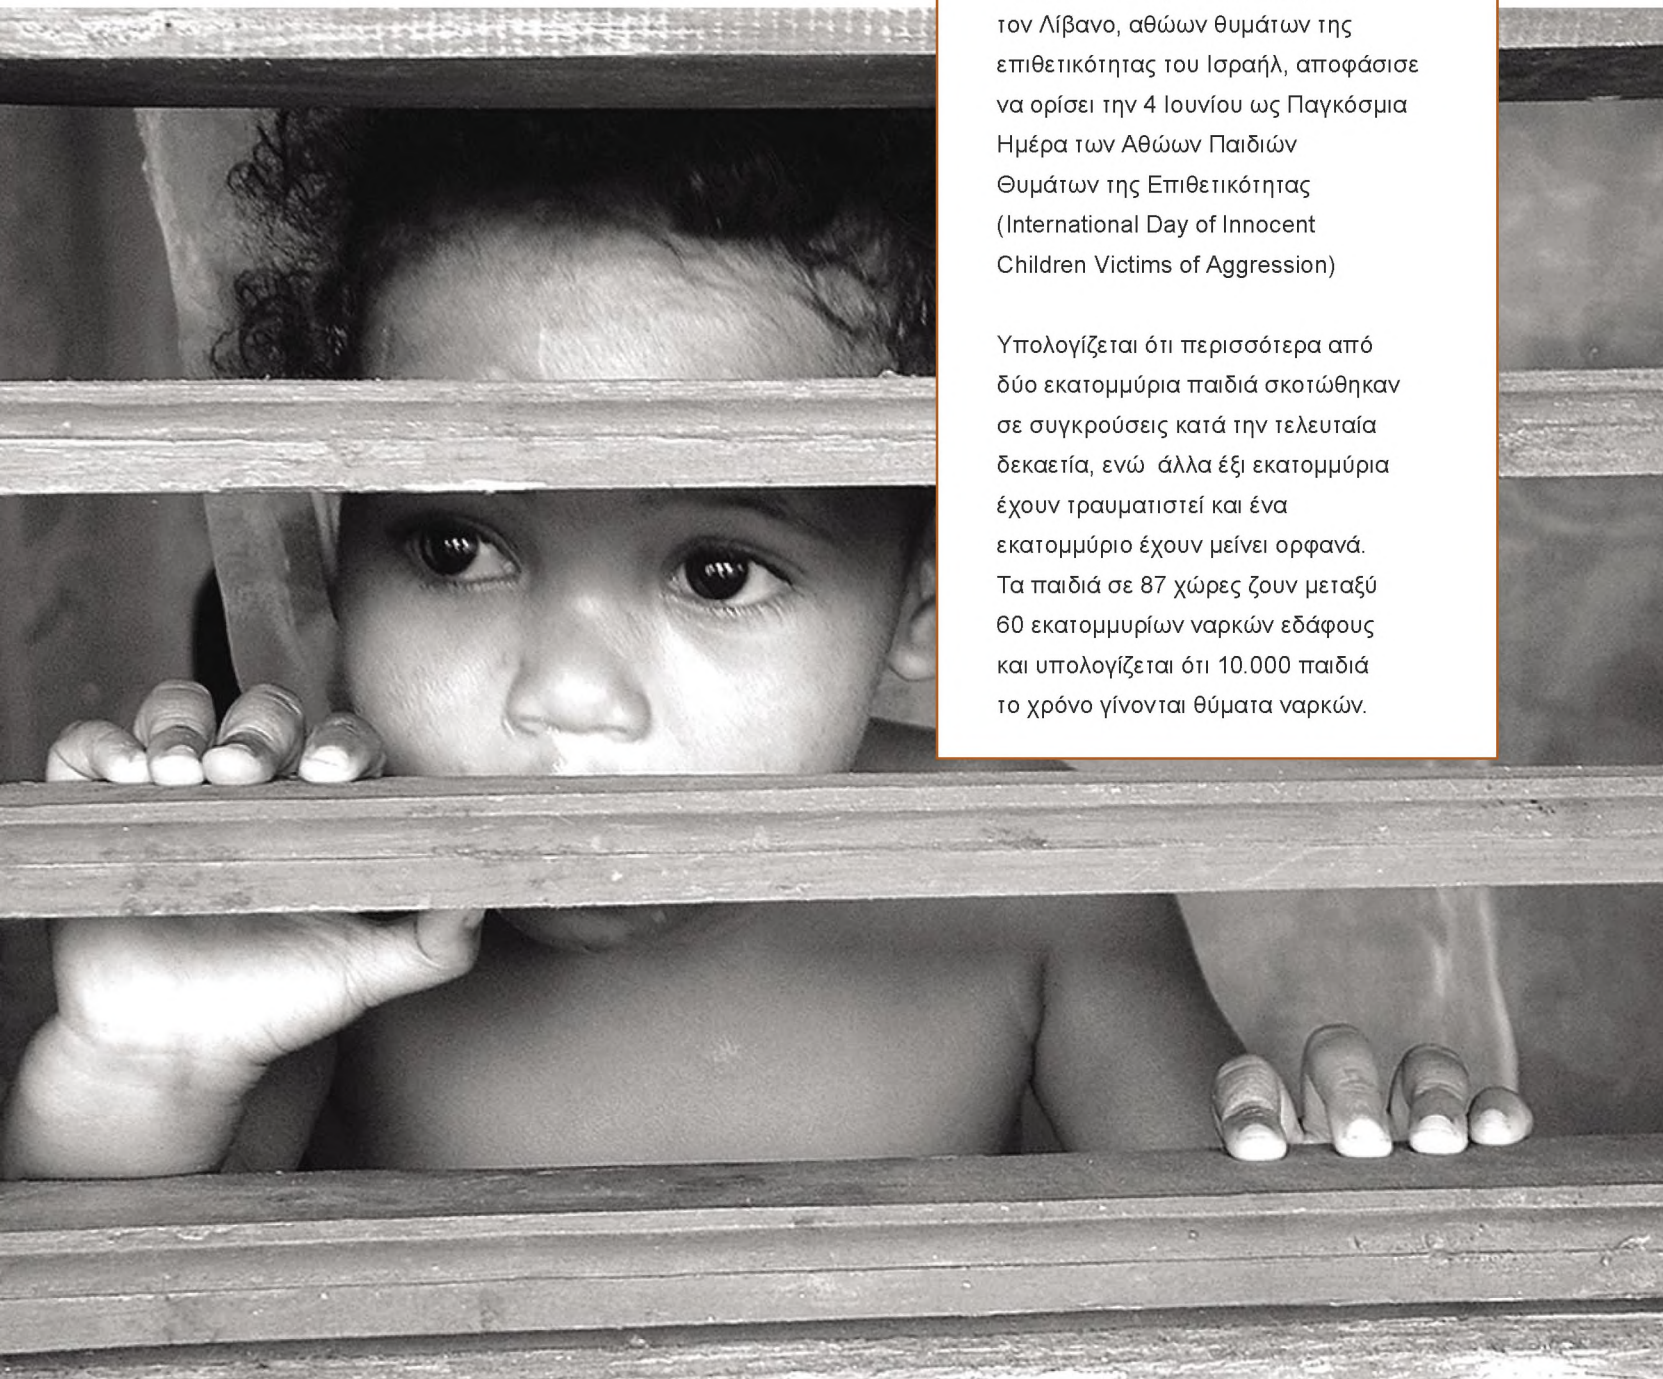 τον Λίβανο, αθώων θυμάτων της
επιθετικότητας του Ισραήλ, αποφάσισε
να ορίσει την 4 Ιουνίου ως Παγκόσμια
Ημέρα των Αθώων Παιδιών
Θυμάτων της Επιθετικότητας
(International Day of Innocent
Children Victims of Aggression)
Υπολογίζεται ότι περισσότερα από
δύο εκατομμύρια παιδιά σκοτώθηκαν
σε συγκρούσεις κατά την τελευταία
δεκαετία, ενώ άλλα έξι εκατομμύρια
έχουν τραυματιστεί και ένα
εκατομμύριο έχουν μείνει ορφανά.
Τα παιδιά σε 87 χώρες ζουν μεταξύ
60 εκατομμυρίων ναρκών εδάφους
και υπολογίζεται ότι 10.000 παιδιά
το χρόνο γίνονται θύματα ναρκών.